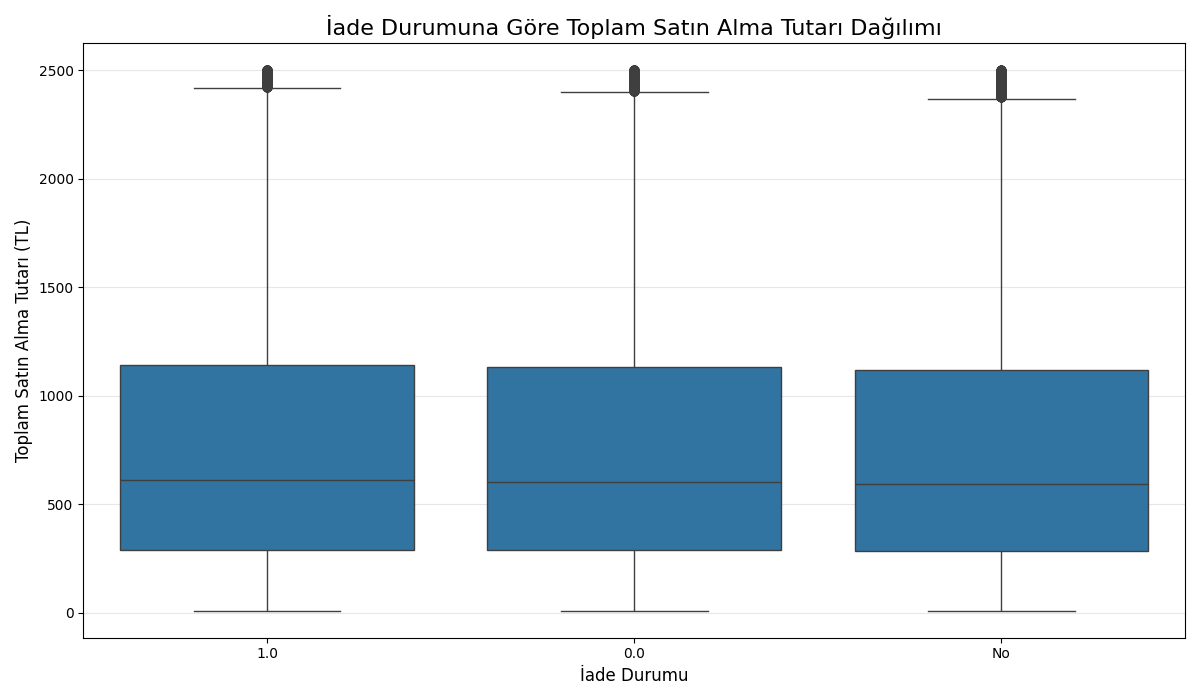 İade Durumuna Göre Toplam Satın Alma Tutarı Dağılımı
Toplam Satın Alma Tutarı (TL)
2500
2000
1500
1000
500
0
1.0
0.0
No
İade Durumu